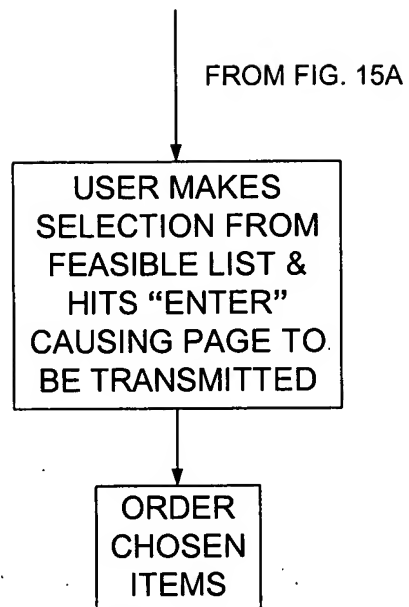 FROM FIG. 15A
USER MAKES
SELECTION FROM
FEASIBLE LIST &
HITS “ENTER”
CAUSING PAGE TO
BE TRANSMITTED
ORDER
CHOSEN
ITEMS